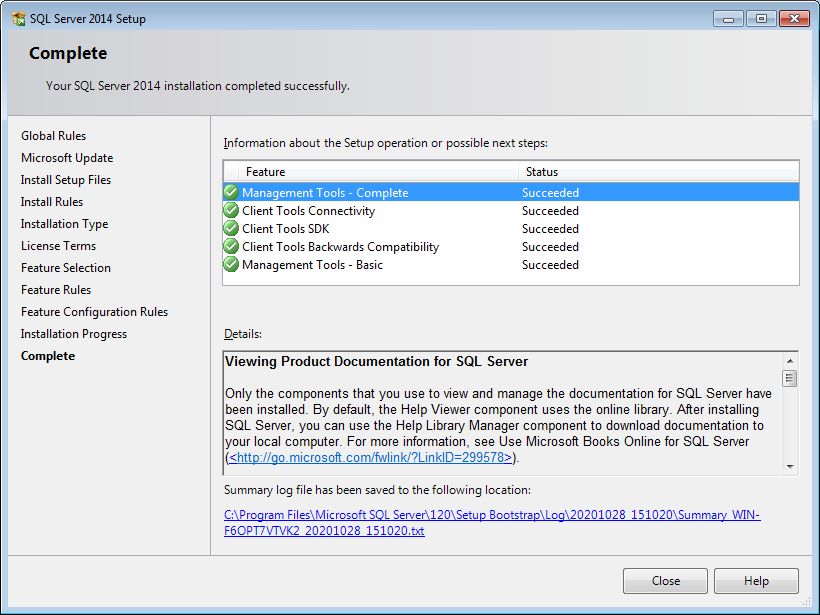 SQL Server 2014 Setup
Complete
Your SQL Server 2014 installation completed successfully.
Global Rules
Microsoft Update
Install Setup Files
Install Rules
Installation Type
License Terms
Feature Selection
Feature Rules
Feature Configuration Rules
Installation Progress
Complete
Information about the Setup operation or possible next steps:
Feature Status
Management Tools - Complete Succeeded
Client Tools Connectivity Succeeded
Client Tools SDK Succeeded
Client Tools Backwards Compatibility Succeeded
Management Tools - Basic Succeeded
Details:
Viewing Product Documentation for SQL Server
Only the components that you use to view and manage the documentation for SQL Server have
been installed. By default, the Help Viewer component uses the online library. After installing
SQL Server, you can use the Help Library Manager component to download documentation to
your local computer. For more information, see Use Microsoft Books Online for SQL Server
(<http://go.microsoft.com/fwlink/?LinkID=299578>).
Summary log file has been saved to the following location:
C:\Program Files\Microsoft SQL Server\120\Setup Bootstrap\Log\20201028_151020\Summary_WIN-
F6OPT7VTVK2_20201028_151020.txt
Close Help